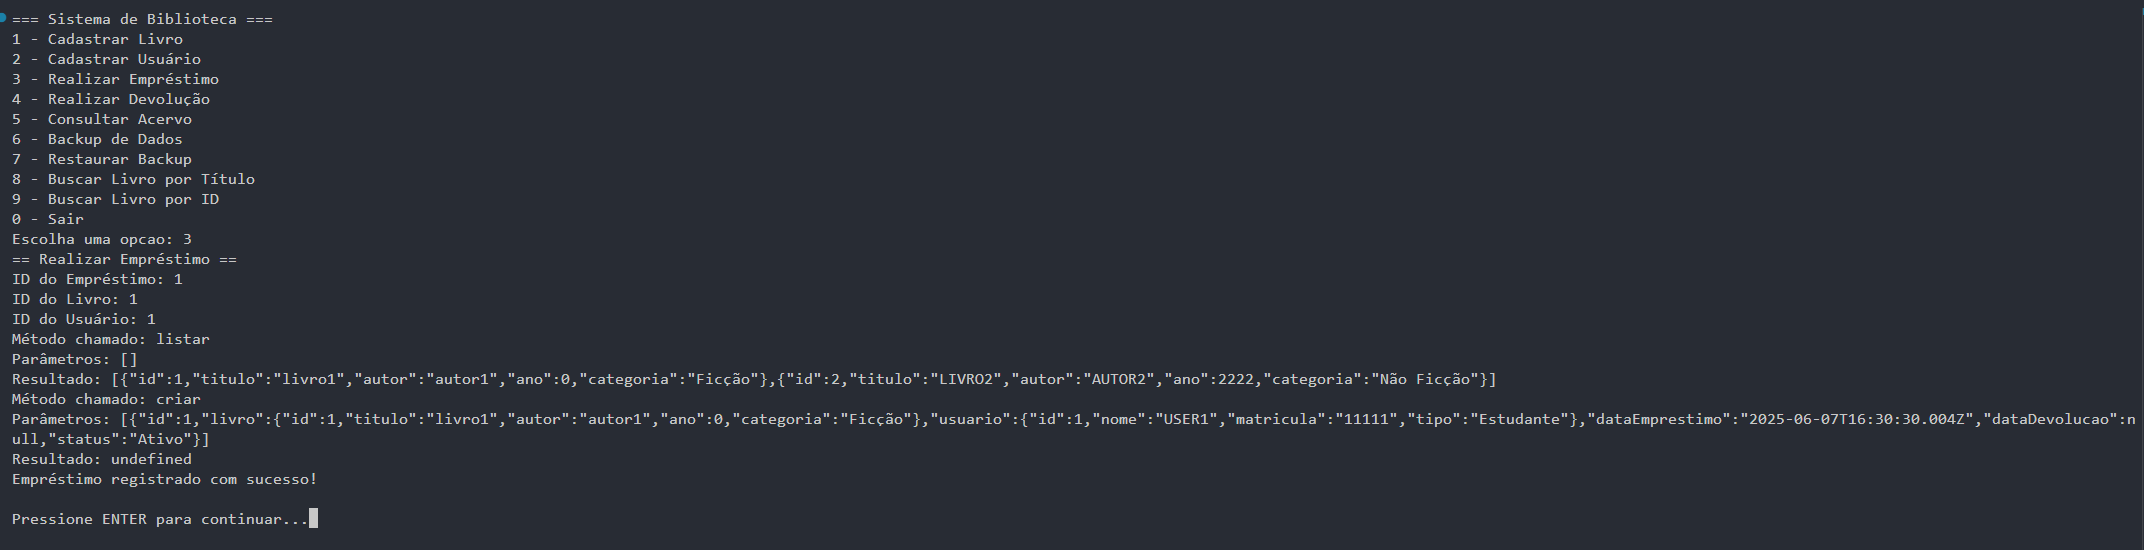 === Sistema de Biblioteca ===
1 - Cadastrar Livro
2 - Cadastrar Usuário
3 - Realizar Empréstimo
4 - Realizar Devolução
5 - Consultar Acervo
6 - Backup de Dados
7 - Restaurar Backup
8 - Buscar Livro por Título
9 - Buscar Livro por ID
0 - Sair
Escolha uma opcao: 3
== Realizar Empréstimo ==
ID do Empréstimo: 1
ID do Livro: 1
ID do Usuário: 1
Método chamado: listar
Parâmetros: []
Resultado: [{"id":1,"titulo":"livro1","autor":"autor1","ano":0,"categoria":"Ficção"},{"id":2,"titulo":"LIVRO2","autor":"AUTOR2","ano":2222,"categoria":"Não Ficção"}]
Método chamado: criar
Parâmetros: [{"id":1,"livro":{"id":1,"titulo":"livro1","autor":"autor1","ano":0,"categoria":"Ficção"},"usuario":{"id":1,"nome":"USER1","matricula":"11111","tipo":"Estudante"},"dataEmprestimo":"2025-06-07T16:30:30.004Z","dataDevolucao":n
ull,"status":"Ativo"}]
Resultado: undefined
Empréstimo registrado com sucesso!
Pressione ENTER para continuar...